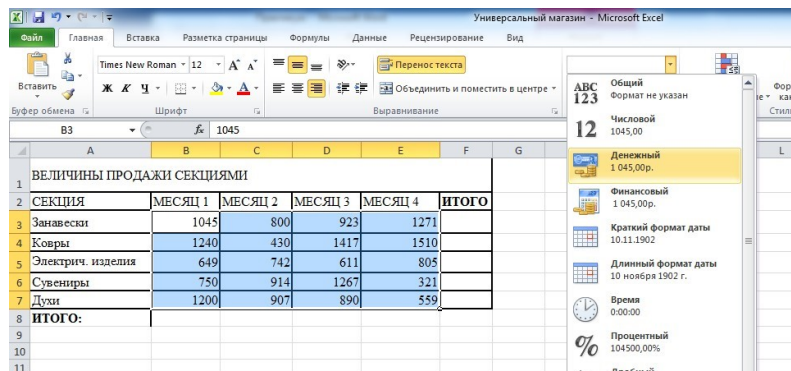 Универсальный магазин - Microsoft Excel
Файл Главная Вставка Разметка страницы Формулы Данные Рецензирование Вид
Вставить
Times New Roman 12 A A
Перенос текста
Ж К Ч A
Объединить и поместить в центре
Буфер обмена Шрифт Выравнивание
B3 fx 1045
A B C D E F G L
1 ВЕЛИЧИНЫ ПРОДАЖИ СЕКЦИЯМИ
2 СЕКЦИЯ МЕСЯЦ 1 МЕСЯЦ 2 МЕСЯЦ 3 МЕСЯЦ 4 ИТОГО
3 Занавески 1045 800 923 1271
4 Ковры 1240 430 1417 1510
5 Электрич. изделия 649 742 611 805
6 Сувениры 750 914 1267 321
7 Духи 1200 907 890 559
8 ИТОГО:
9
10
11
ABC 123 Общий
Формат не указан
12 Числовой
1045,00
Денежный
1 045,00р.
Финансовый
1 045,00р.
Краткий формат даты
10.11.1902
Длинный формат даты
10 ноября 1902 г.
Время
0:00:00
% Процентный
104500,00%